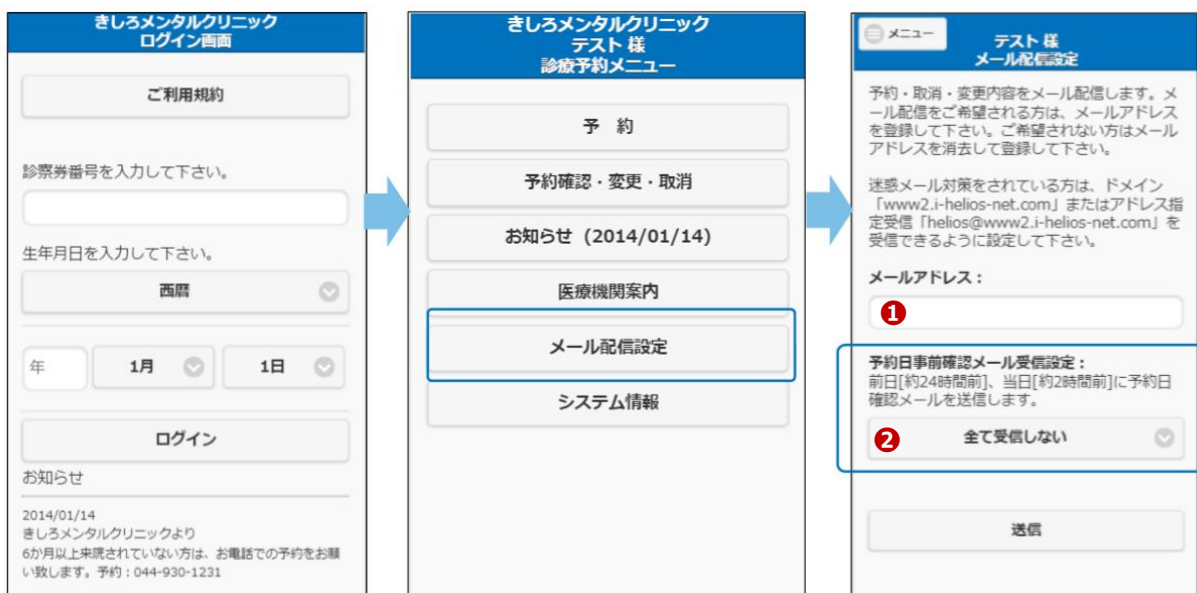 きしろメンタルクリニック
ログイン画面
ご利用規約
診察券番号を入力して下さい。
生年月日を入力して下さい。
西暦
年
1月
1日
ログイン
お知らせ
2014/01/14
きしろメンタルクリニックより
6か月以上来院されていない方は、お電話での予約をお願
い致します。予約：044-930-1231
きしろメンタルクリニック
テスト 様
診療予約メニュー
予　約
予約確認・変更・取消
お知らせ（2014/01/14）
医療機関案内
メール配信設定
システム情報
メニュー
テスト 様
メール配信設定
予約・取消・変更内容をメール配信します。メ
ール配信をご希望される方は、メールアドレス
を登録して下さい。ご希望されない方はメール
アドレスを消去して登録して下さい。
迷惑メール対策をされている方は、ドメイン
「www2.i-helios-net.com」またはアドレス指
定受信「helios@www2.i-helios-net.com」を
受信できるように設定して下さい。
メールアドレス：
❶
予約日事前確認メール受信設定：
前日[約24時間前]、当日[約2時間前]に予約日
確認メールを送信します。
❷ 全て受信しない
送信